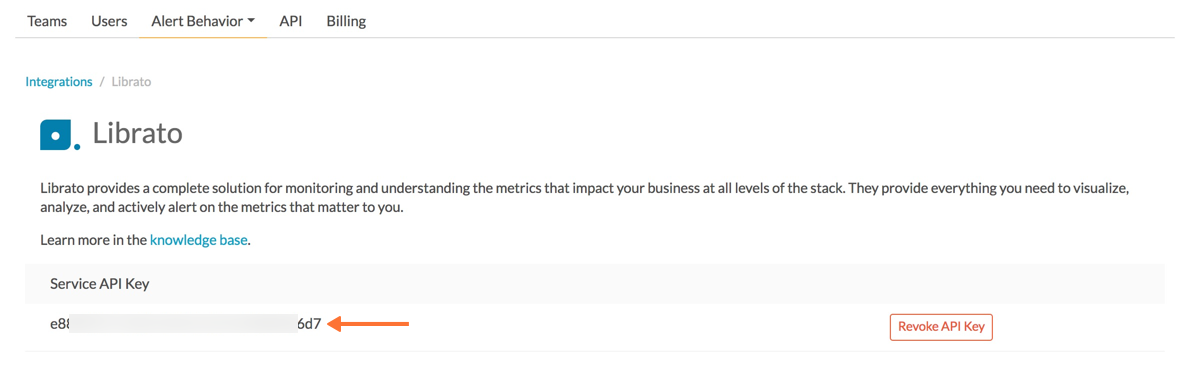 Teams Users Alert Behavior API Billing
Integrations / Librato
Librato
Librato provides a complete solution for monitoring and understanding the metrics that impact your business at all levels of the stack. They provide everything you need to visualize,
analyze, and actively alert on the metrics that matter to you.
Learn more in the knowledge base.
Service API Key
e88 6d7 Revoke API Key